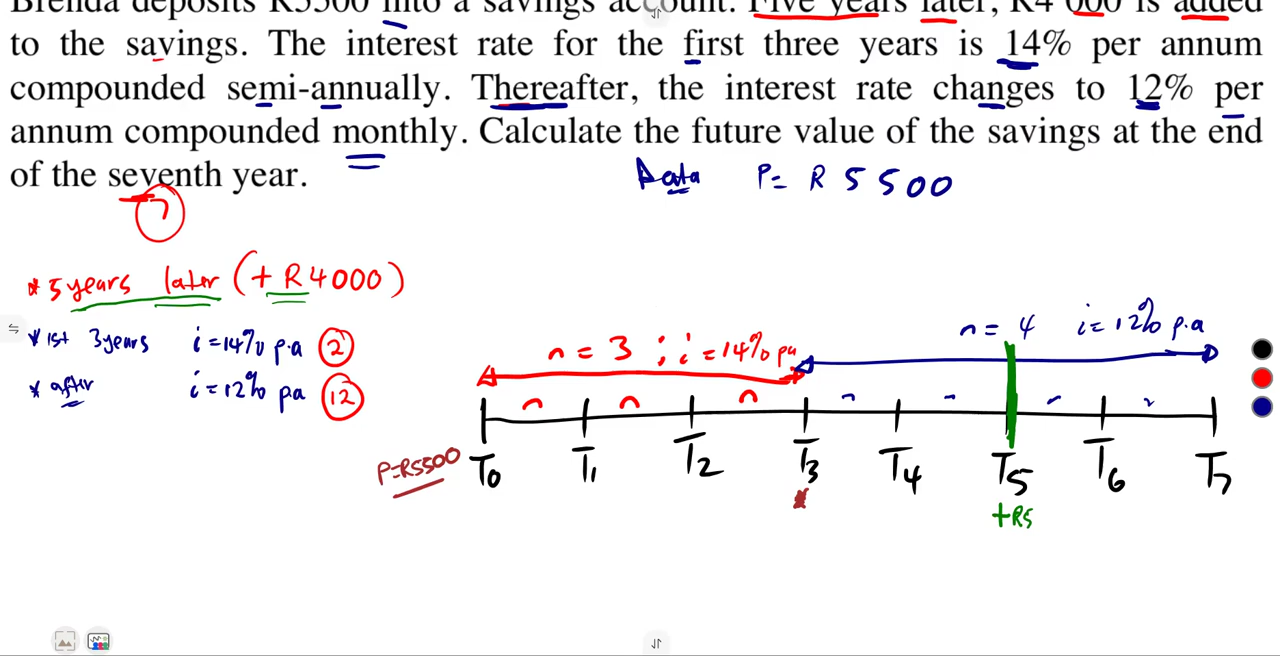 Brenda deposits R5500 into a savings account. Five years later, R4 000 is added
to the savings. The interest rate for the first three years is 14% per annum
compounded semi-annually. Thereafter, the interest rate changes to 12% per
annum compounded monthly. Calculate the future value of the savings at the end
of the seventh year.
Data P= R 5 500
7
* 5 years later (+ R4000)
* 1st 3years i=14% p.a 2
* after i=12% pa 12
n = 3 ; i=14% pa
n = 4 i=12% p.a
P=R5500 T0 T1 T2 T3 T4 T5 T6 T7
+R5